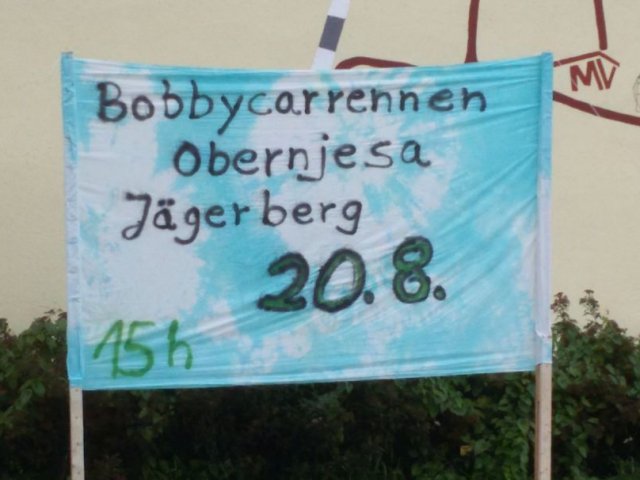 MV
Bobbycarrennen
Obernjesa
Jägerberg
20.8.
15h